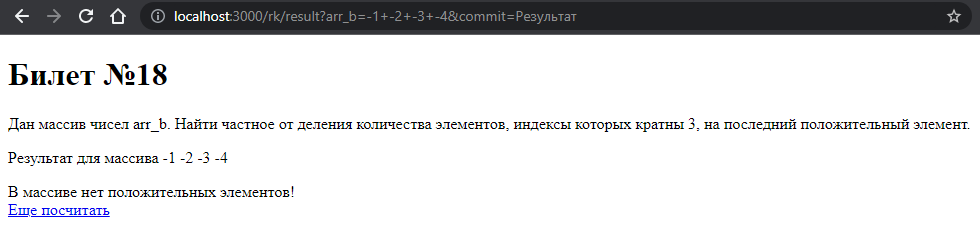 localhost:3000/rk/result?arr_b=-1+-2+-3+-4&commit=Результат
Билет №18
Дан массив чисел arr_b. Найти частное от деления количества элементов, индексы которых кратны 3, на последний положительный элемент.
Результат для массива -1 -2 -3 -4
В массиве нет положительных элементов!
Еще посчитать